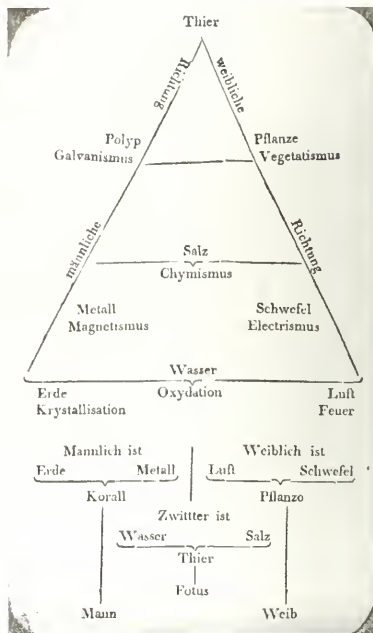 Thier
männliche Richtung
weibliche Richtung
Polyp Pflanze
Galvanismus Vegetatismus
Salz
Chymismus
Metall Schwefel
Magnetismus Electrismus
Wasser
Erde Oxydation Luft
Krystallisation Feuer
Mannlich ist Weiblich ist
Erde Metall Luft Schwefel
Korall Pflanzo
Zwittter ist
Wasser Salz
Thier
Fotus
Mann Weib